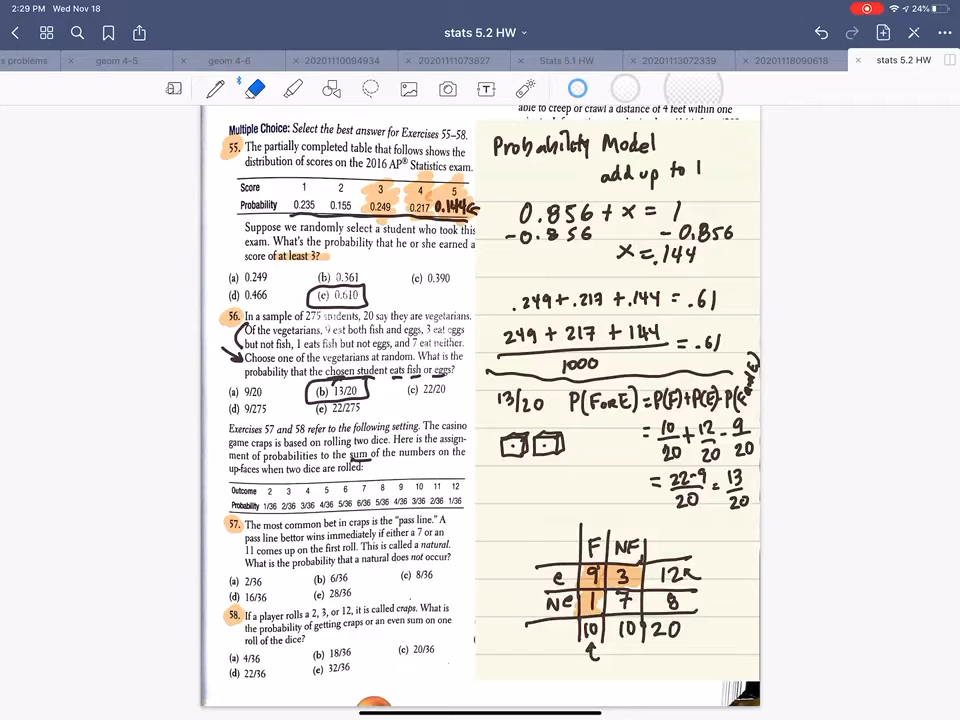 2:29 PM Wed Nov 18
24%
stats 5.2 HW
s problems
geom 4-5
geom 4-6
20201110094934
20201111073827
Stats 5.1 HW
20201113072339
20201118090618
stats 5.2 HW
able to creep or crawl a distance of 4 feet within one
Multiple Choice: Select the best answer for Exercises 55–58.
55. The partially completed table that follows shows the
distribution of scores on the 2016 AP® Statistics exam.
Score 1 2 3 4 5
Probability 0.235 0.155 0.249 0.217 0.144
Suppose we randomly select a student who took this
exam. What's the probability that he or she earned a
score of at least 3?
(a) 0.249 (b) 0.361 (c) 0.390
(d) 0.466 (e) 0.610
56. In a sample of 275 students, 20 say they are vegetarians.
Of the vegetarians, 9 eat both fish and eggs, 3 eat eggs
but not fish, 1 eats fish but not eggs, and 7 eat neither.
Choose one of the vegetarians at random. What is the
probability that the chosen student eats fish or eggs?
(a) 9/20 (b) 13/20 (c) 22/20
(d) 9/275 (e) 22/275
Exercises 57 and 58 refer to the following setting. The casino
game craps is based on rolling two dice. Here is the assign-
ment of probabilities to the sum of the numbers on the
up-faces when two dice are rolled:
Outcome 2 3 4 5 6 7 8 9 10 11 12
Probability 1/36 2/36 3/36 4/36 5/36 6/36 5/36 4/36 3/36 2/36 1/36
57. The most common bet in craps is the "pass line." A
pass line bettor wins immediately if either a 7 or an
11 comes up on the first roll. This is called a natural.
What is the probability that a natural does not occur?
(a) 2/36 (b) 6/36 (c) 8/36
(d) 16/36 (e) 28/36
58. If a player rolls a 2, 3, or 12, it is called craps. What is
the probability of getting craps or an even sum on one
roll of the dice?
(a) 4/36 (b) 18/36 (c) 20/36
(d) 22/36 (e) 32/36
Probability Model
add up to 1
0.856 + x = 1
-0.856 -0.856
x = .144
.249 + .217 + .144 = .61
249 + 217 + 144
1000
= .61
13/20 P(F or E) = P(F) + P(E) - P(F and E)
= 10/20 + 12/20 - 9/20
= 22-9/20 = 13/20
F NF
e 9 3 12
Ne 1 7 8
10 10 20